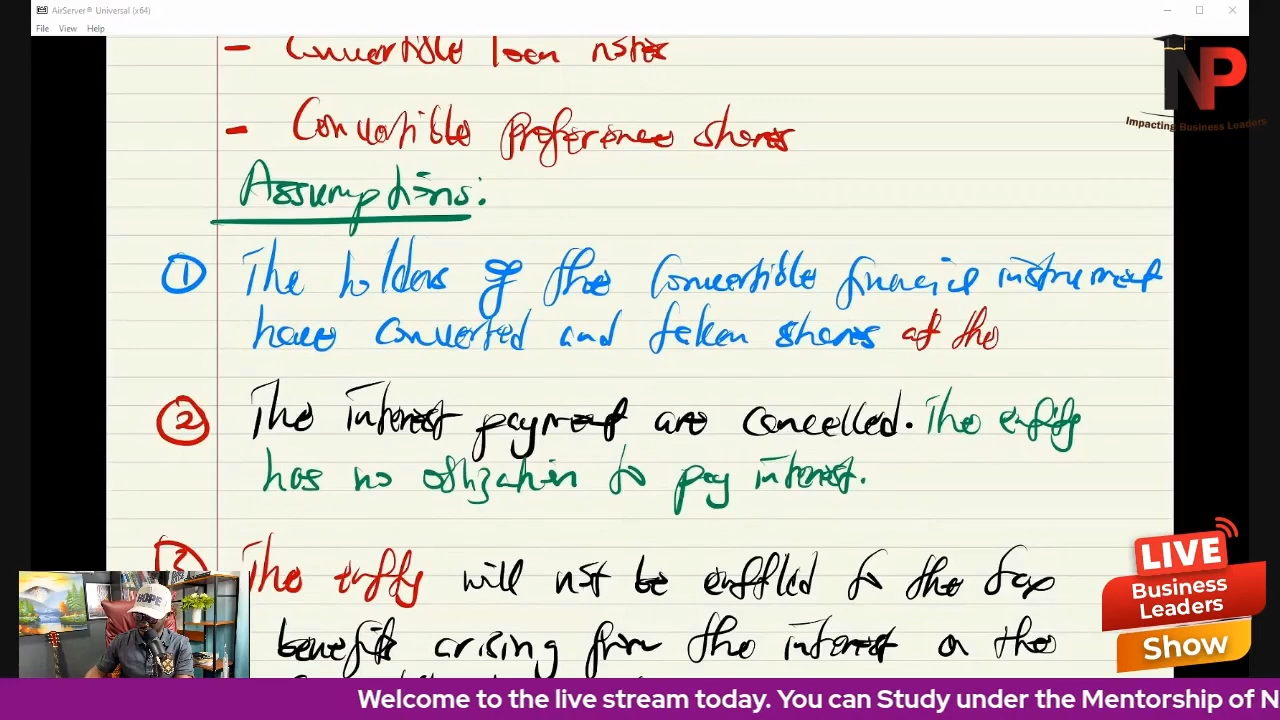 AirServer® Universal (x64)
File View Help
- Convertible loan notes
- Convertible preference shares
NP
Impacting Business Leaders
Assumptions:
① The holders of the Convertible financial instrument
have converted and taken shares at the
② The interest payment are cancelled. The entity
has no obligation to pay interest.
③ The entity will not be entitled to the tax
benefits arising from the interest on the
HOPE
LIVE
Business
Leaders
Show
Welcome to the live stream today. You can Study under the Mentorship of N